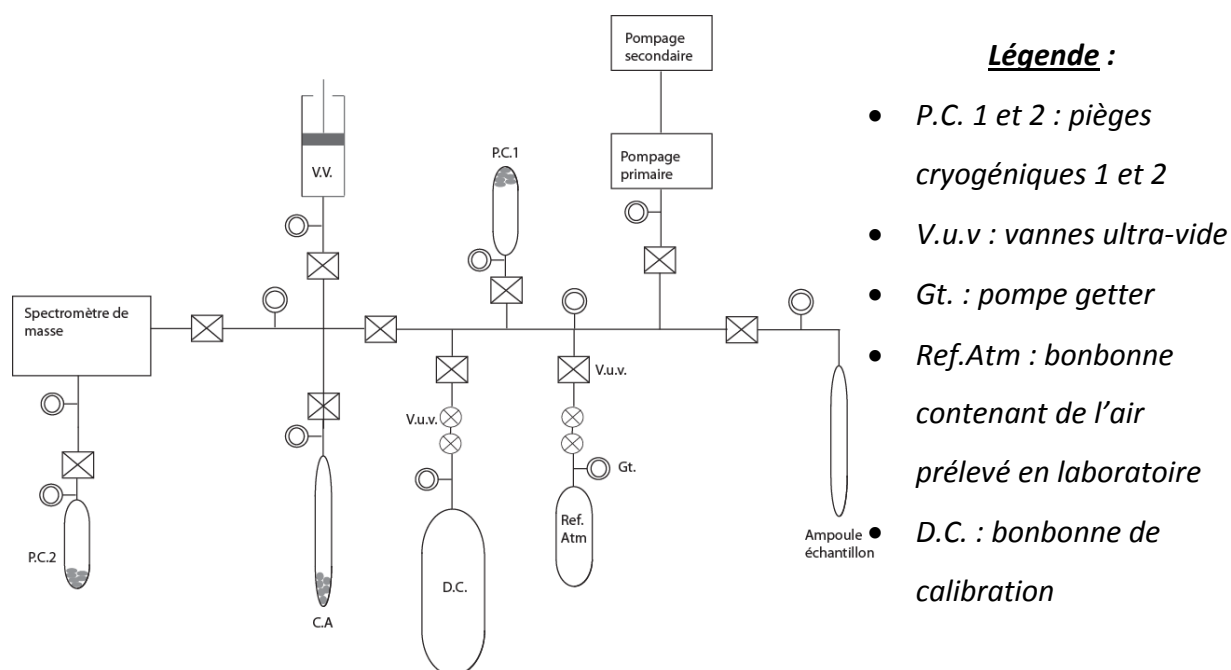 Pompage
secondaire
Pompage
primaire
P.C.1
V.V.
Spectromètre de
masse
V.u.v.
V.u.v.
Gt.
Ref.
Atm
P.C.2
C.A
D.C.
Ampoule
échantillon
Légende :
• P.C. 1 et 2 : pièges
cryogéniques 1 et 2
• V.u.v : vannes ultra-vide
• Gt. : pompe getter
• Ref.Atm : bonbonne
contenant de l’air
prélevé en laboratoire
• D.C. : bonbonne de
calibration